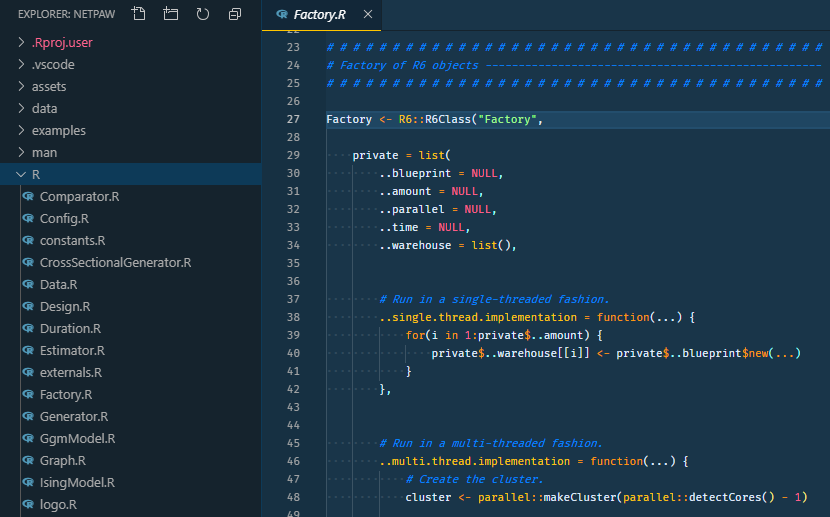 EXPLORER: NETPAW
.Rproj.user
.vscode
assets
data
examples
man
R
Comparator.R
Config.R
constants.R
CrossSectionalGenerator.R
Data.R
Design.R
Duration.R
Estimator.R
externals.R
Factory.R
Generator.R
GgmModel.R
Graph.R
IsingModel.R
logo.R
Factory.R
22
23 # # # # # # # # # # # # # # # # # # # # # # # # # # # # # # # # # # # # # #
24 # Factory of R6 objects ---------------------------------------------------
25 # # # # # # # # # # # # # # # # # # # # # # # # # # # # # # # # # # # # # #
26
27 Factory <- R6::R6Class("Factory",
28
29     private = list(
30         ..blueprint = NULL,
31         ..amount = NULL,
32         ..parallel = NULL,
33         ..time = NULL,
34         ..warehouse = list(),
35
36
37         # Run in a single-threaded fashion.
38         ..single.thread.implementation = function(...) {
39             for(i in 1:private$..amount) {
40                 private$..warehouse[[i]] <- private$..blueprint$new(...)
41             }
42         },
43
44
45         # Run in a multi-threaded fashion.
46         ..multi.thread.implementation = function(...) {
47             # Create the cluster.
48             cluster <- parallel::makeCluster(parallel::detectCores() - 1)
49